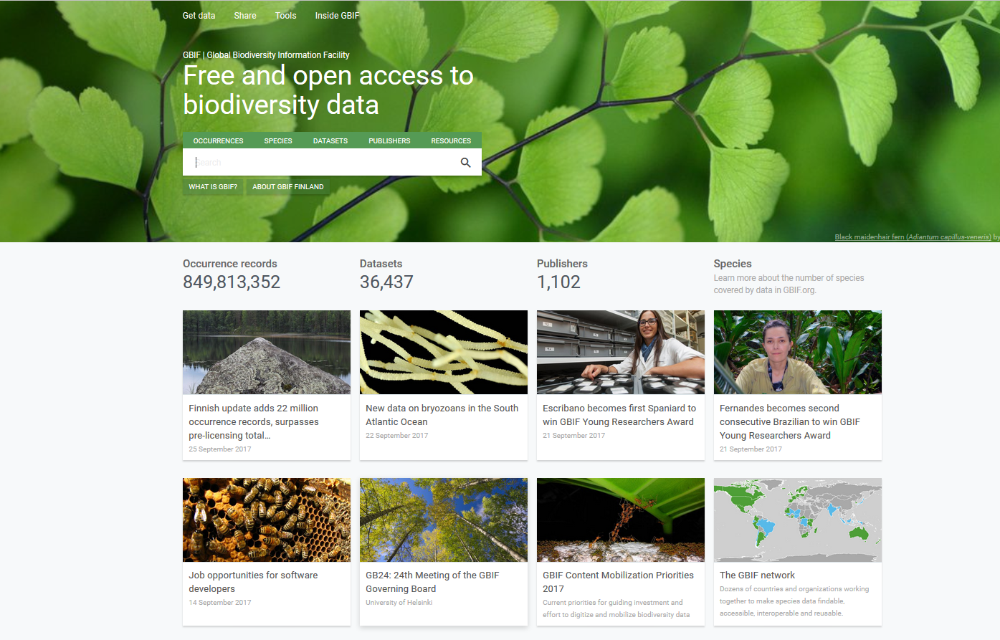 Get data Share Tools Inside GBIF
GBIF | Global Biodiversity Information Facility
Free and open access to
biodiversity data
OCCURRENCES SPECIES DATASETS PUBLISHERS RESOURCES
Search
WHAT IS GBIF? ABOUT GBIF FINLAND
Black maidenhair fern (Adiantum capillus-veneris) by
Occurrence records
849,813,352
Datasets
36,437
Publishers
1,102
Species
Learn more about the number of species
covered by data in GBIF.org.
Finnish update adds 22 million
occurrence records, surpasses
pre-licensing total...
25 September 2017
New data on bryozoans in the South
Atlantic Ocean
22 September 2017
Escribano becomes first Spaniard to
win GBIF Young Researchers Award
21 September 2017
Fernandes becomes second
consecutive Brazilian to win GBIF
Young Researchers Award
21 September 2017
Job opportunities for software
developers
14 September 2017
GB24: 24th Meeting of the GBIF
Governing Board
University of Helsinki
GBIF Content Mobilization Priorities
2017
Current priorities for guiding investment and
effort to digitize and mobilize biodiversity data
The GBIF network
Dozens of countries and organizations working
together to make species data findable,
accessible, interoperable and reusable.